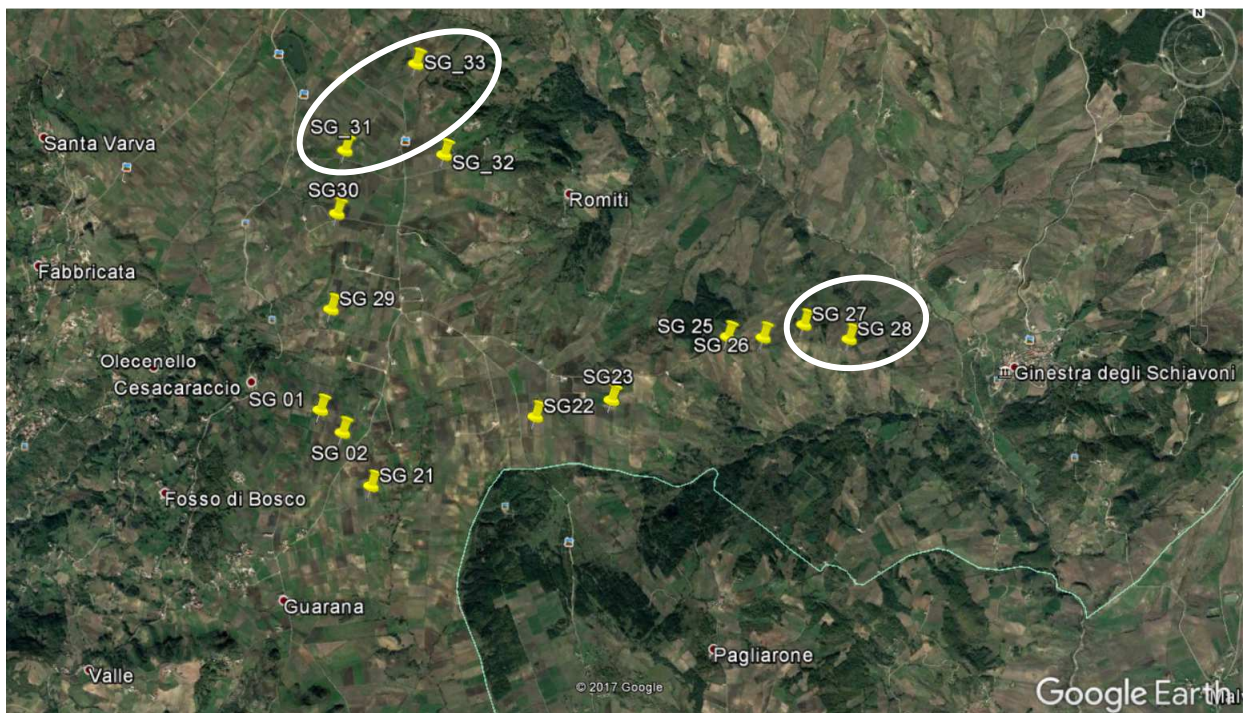 N
SG_33
SG_31
Santa Varva
SG_32
SG30
Romiti
Fabbricata
SG 29
SG 27
SG 25
SG 28
SG 26
Olecenello
Ginestra degli Schiavoni
Cesacaraccio
SG23
SG 01
SG22
SG 02
SG 21
Fosso di Bosco
Guarana
Pagliarone
Valle
© 2017 Google
Google Earth